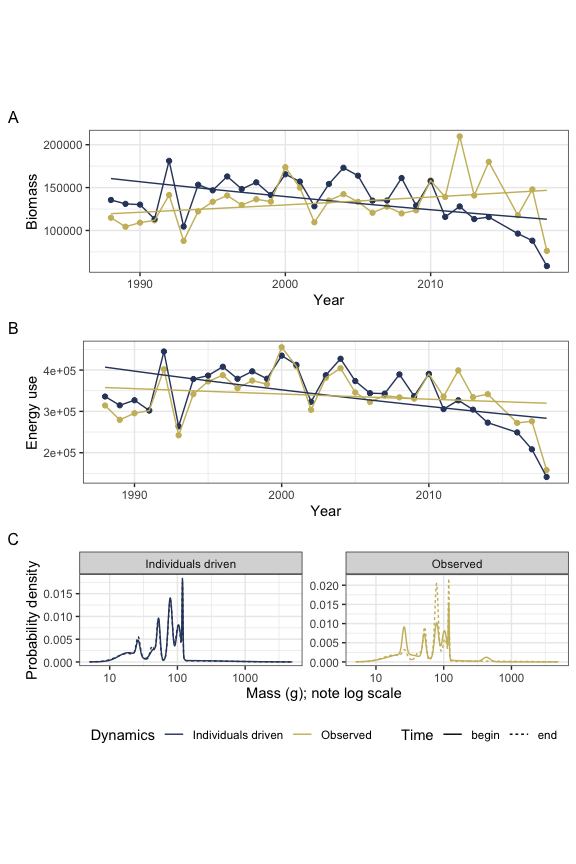 A
200000
150000
100000
Biomass
1990 2000 2010
Year
B
4e+05
3e+05
2e+05
Energy use
1990 2000 2010
Year
C
Individuals driven Observed
0.015
0.010
0.005
0.000
Probability density
0.020
0.015
0.010
0.005
0.000
10 100 1000 10 100 1000
Mass (g); note log scale
Dynamics Individuals driven Observed Time begin end